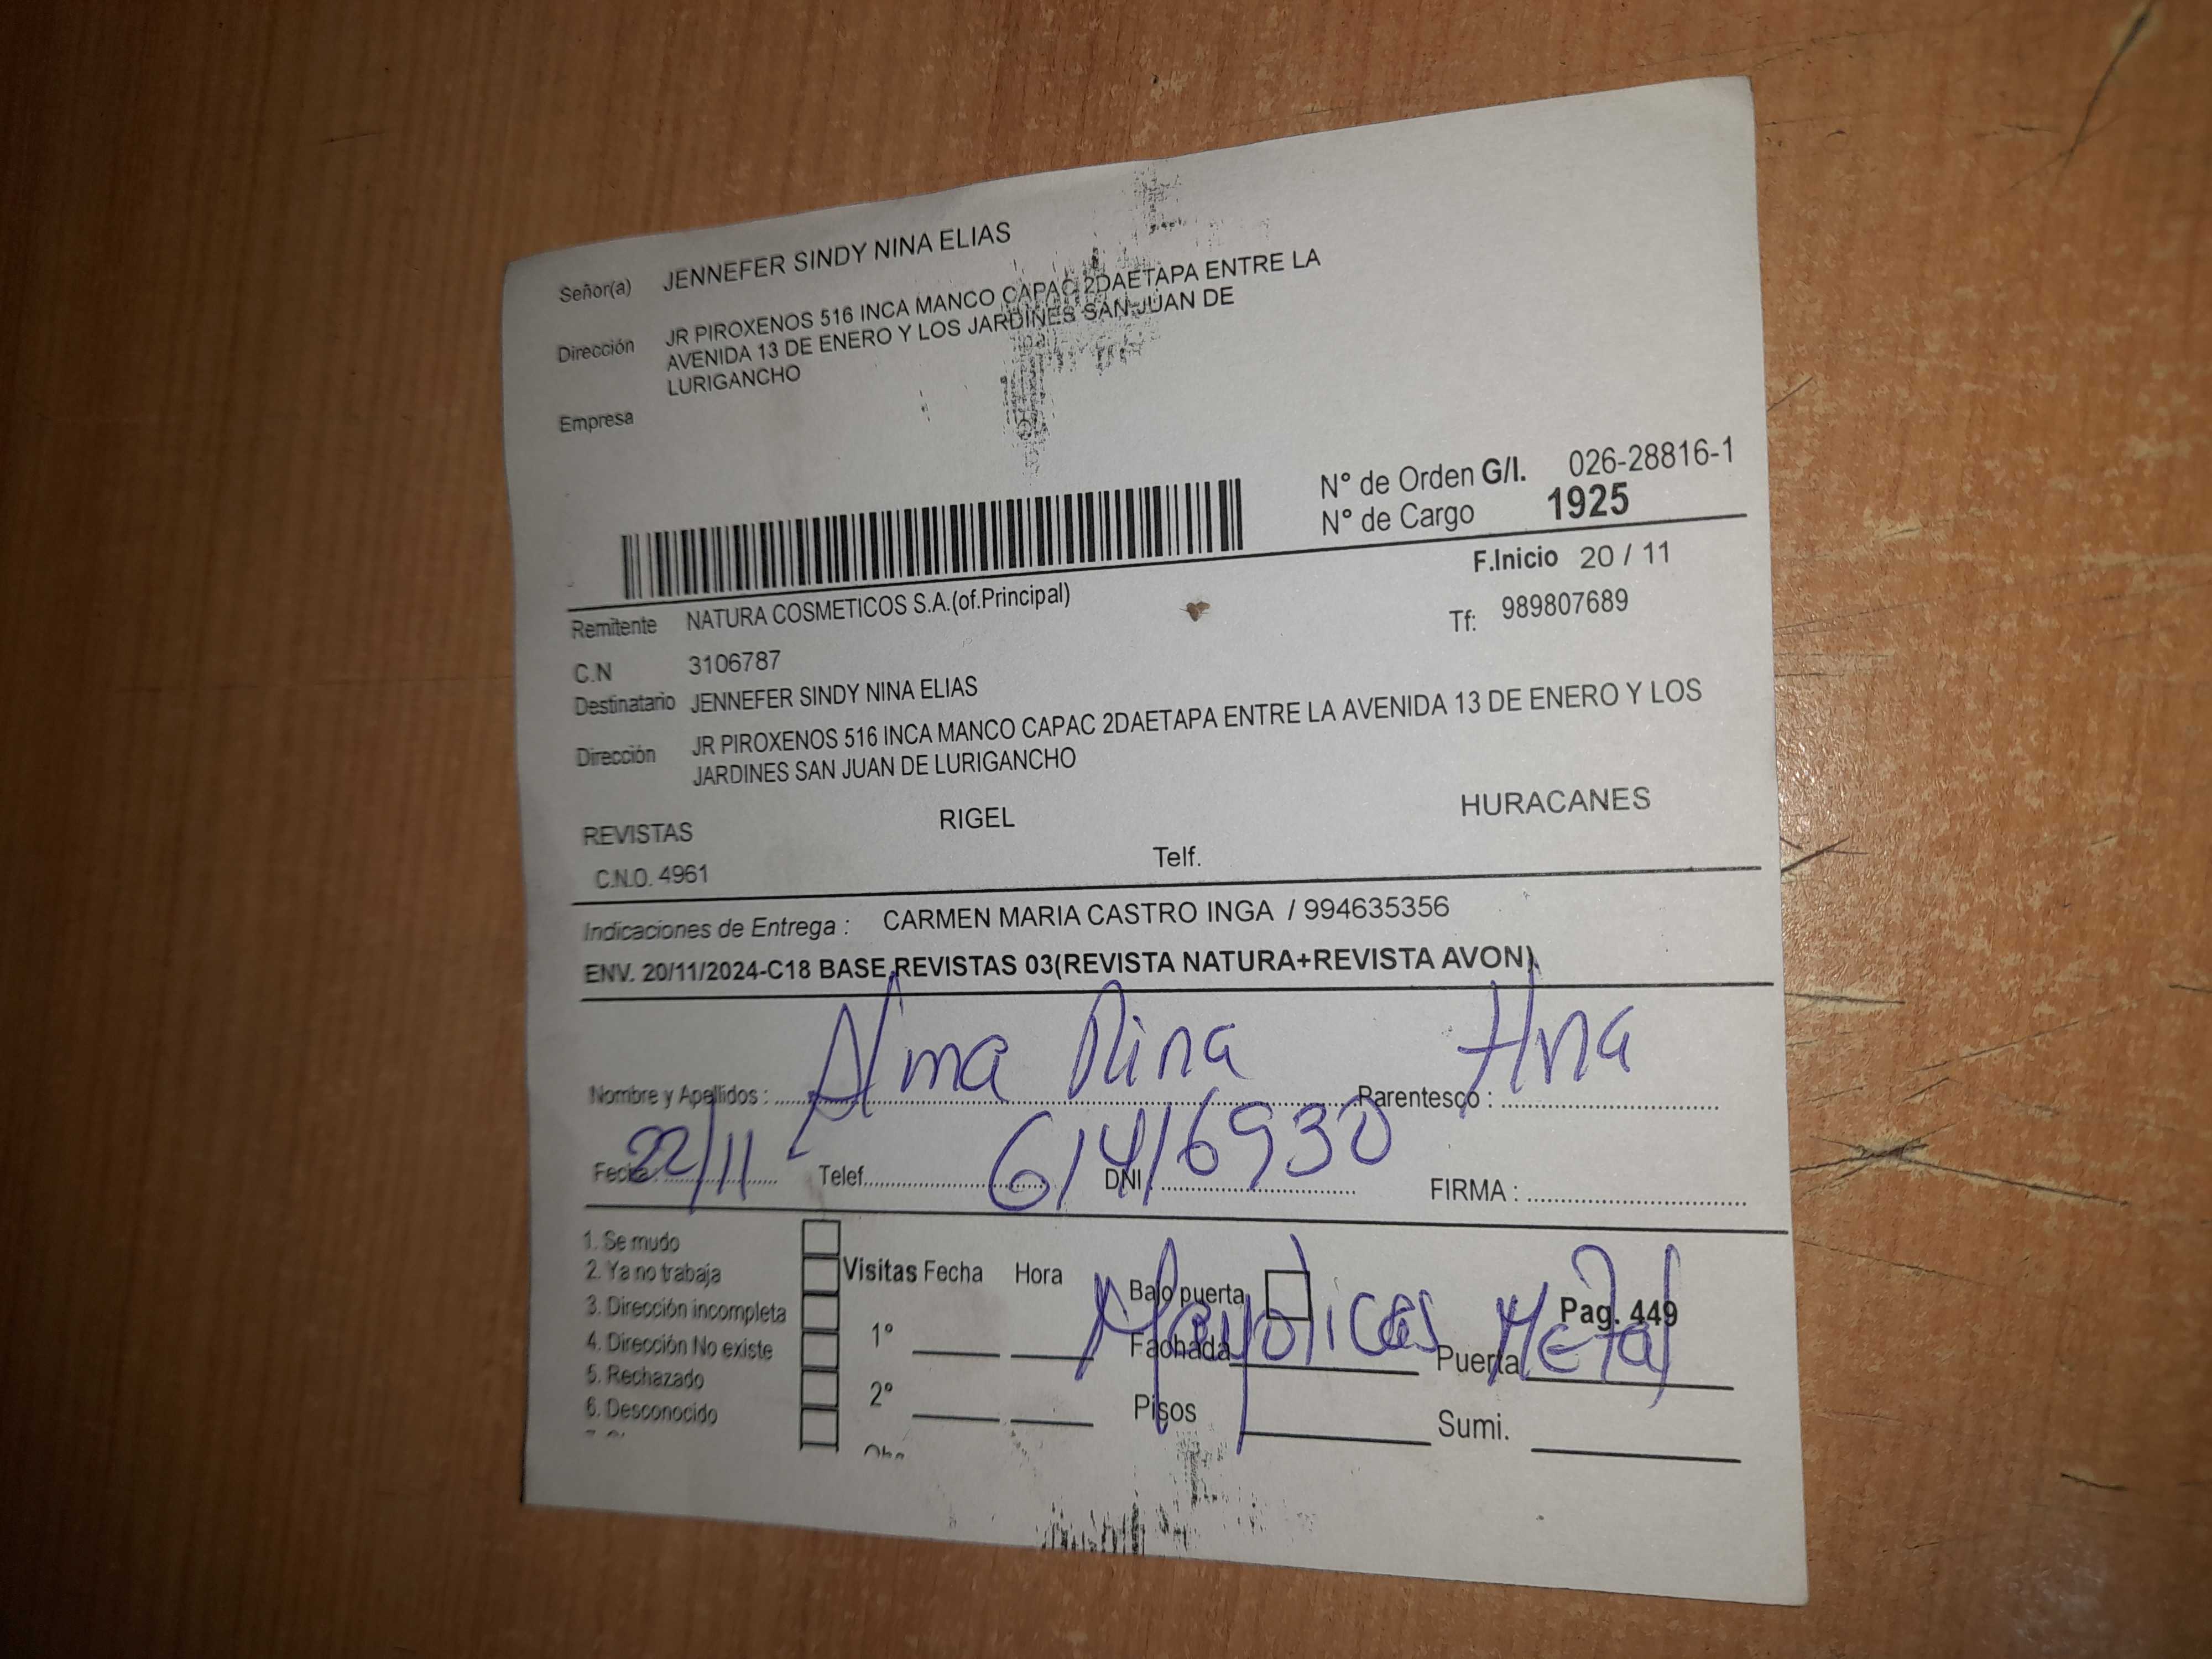 Señor(a) JENNEFER SINDY NINA ELIAS
Dirección JR PIROXENOS 516 INCA MANCO CAPAC 2DAETAPA ENTRE LA
AVENIDA 13 DE ENERO Y LOS JARDINES SAN JUAN DE
LURIGANCHO
Empresa
N° de Orden G/I. 026-28816-1
N° de Cargo 1925
F.Inicio 20 / 11
Remitente NATURA COSMETICOS S.A.(of.Principal)
Tf: 989807689
C.N 3106787
Destinatario JENNEFER SINDY NINA ELIAS
Dirección JR PIROXENOS 516 INCA MANCO CAPAC 2DAETAPA ENTRE LA AVENIDA 13 DE ENERO Y LOS
JARDINES SAN JUAN DE LURIGANCHO
REVISTAS RIGEL HURACANES
C.N.O. 4961 Telf.
Indicaciones de Entrega : CARMEN MARIA CASTRO INGA / 994635356
ENV. 20/11/2024-C18 BASE REVISTAS 03(REVISTA NATURA+REVISTA AVON)
Nombre y Apellidos : Alma Nina Parentesco : Hna
Fecha : 22/11 Telef. DNI : 61416930 FIRMA :
1. Se mudo
2. Ya no trabaja
3. Dirección incompleta
4. Dirección No existe
5. Rechazado
6. Desconocido
Visitas Fecha Hora
1°
2°
Bajo puerta
Pag. 449
Fachada Mayolicas Puerta Metal
Pisos Sumi.